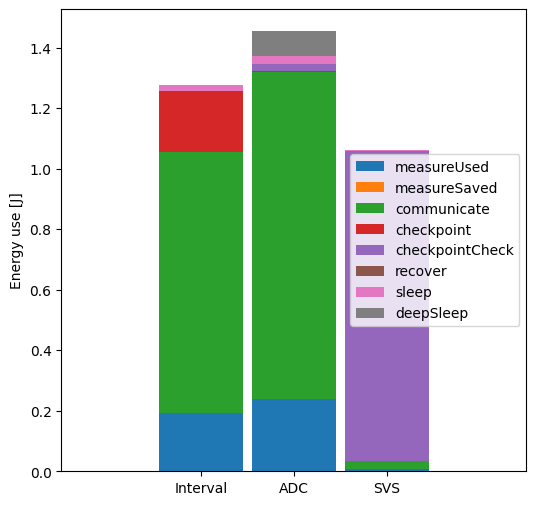 Energy use [J]
1.4
1.2
1.0
0.8
0.6
0.4
0.2
0.0
Interval
ADC
SVS
measureUsed
measureSaved
communicate
checkpoint
checkpointCheck
recover
sleep
deepSleep